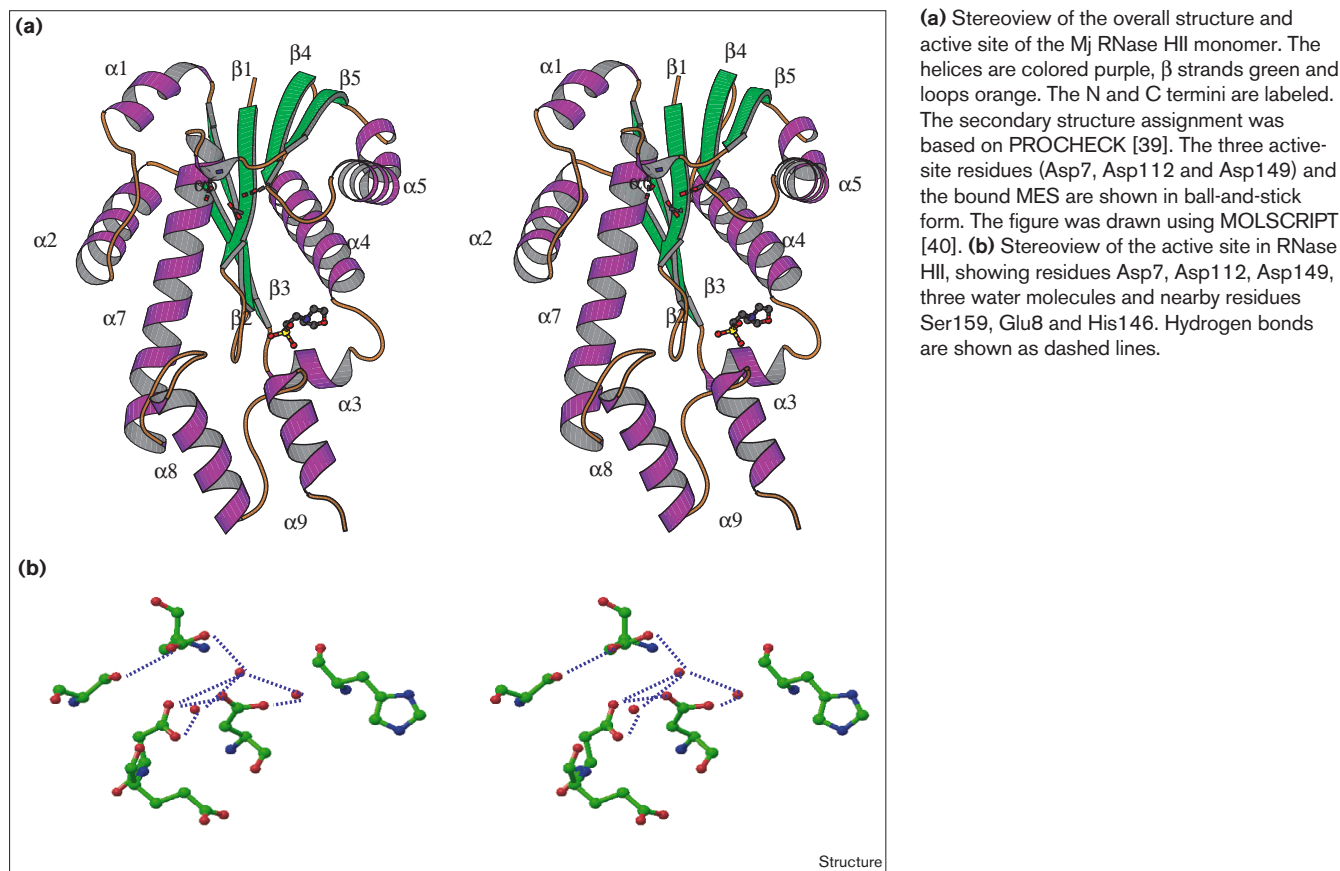 (a)
α1
β1
β4
β5
α5
α2
α6
α4
β3
α7
β2
α3
α8
α9
α1
β1
β4
β5
α5
α2
α6
α4
β3
α7
β2
α3
α8
α9
(b)
Structure
(a) Stereoview of the overall structure and
active site of the Mj RNase HII monomer. The
helices are colored purple, β strands green and
loops orange. The N and C termini are labeled.
The secondary structure assignment was
based on PROCHECK [39]. The three active-
site residues (Asp7, Asp112 and Asp149) and
the bound MES are shown in ball-and-stick
form. The figure was drawn using MOLSCRIPT
[40]. (b) Stereoview of the active site in RNase
HII, showing residues Asp7, Asp112, Asp149,
three water molecules and nearby residues
Ser159, Glu8 and His146. Hydrogen bonds
are shown as dashed lines.